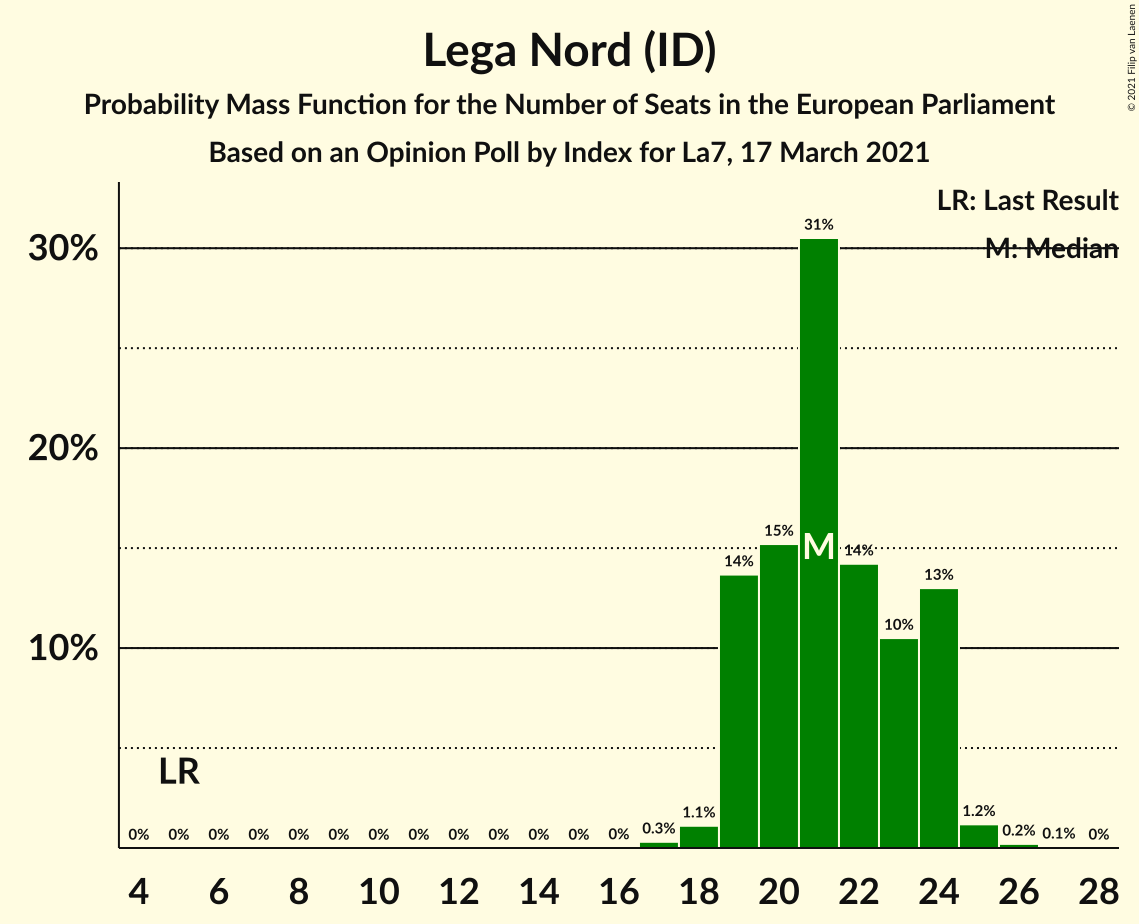 Lega Nord (ID)
Probability Mass Function for the Number of Seats in the European Parliament
Based on an Opinion Poll by Index for La7, 17 March 2021
© 2021 Filip van Laenen
LR: Last Result
M: Median
30%
20%
10%
31%
15%
14%
M
14%
13%
10%
LR
0% 0% 0% 0% 0% 0% 0% 0% 0% 0% 0% 0% 0% 0.3% 1.1% 1.2% 0.2% 0.1% 0%
4 6 8 10 12 14 16 18 20 22 24 26 28